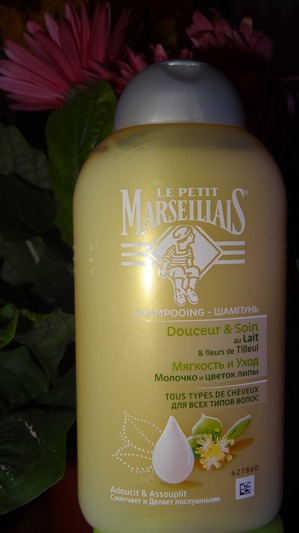 LE PETIT
MARSEILLAIS®
SHAMPOOING - ШАМПУНЬ
Douceur & Soin
au Lait
& fleurs de Tilleul
Мягкость и Уход
Молочко и цветок липы
TOUS TYPES DE CHEVEUX
ДЛЯ ВСЕХ ТИПОВ ВОЛОС
627860
Adoucit & Assouplit
Смягчает и Делает послушными